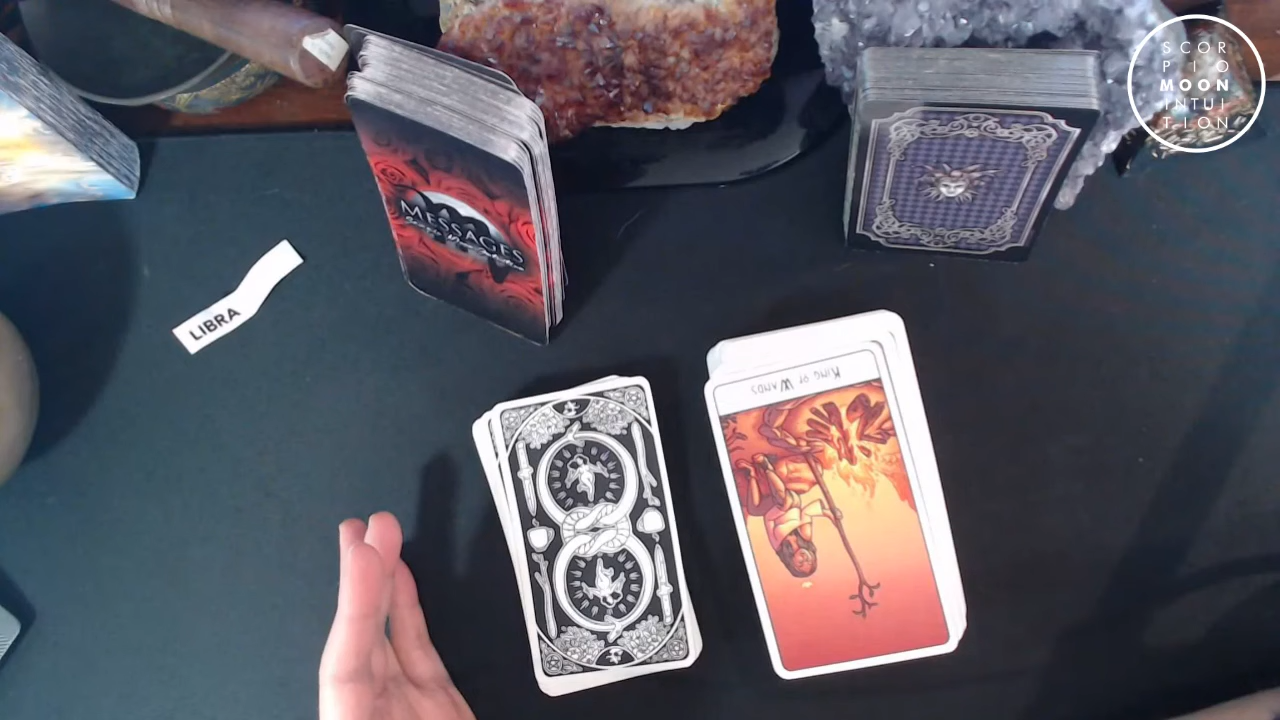 SCOR
PIO
MOON
INTUI
TION
MESSAGES
LIBRA
KING OF WANDS